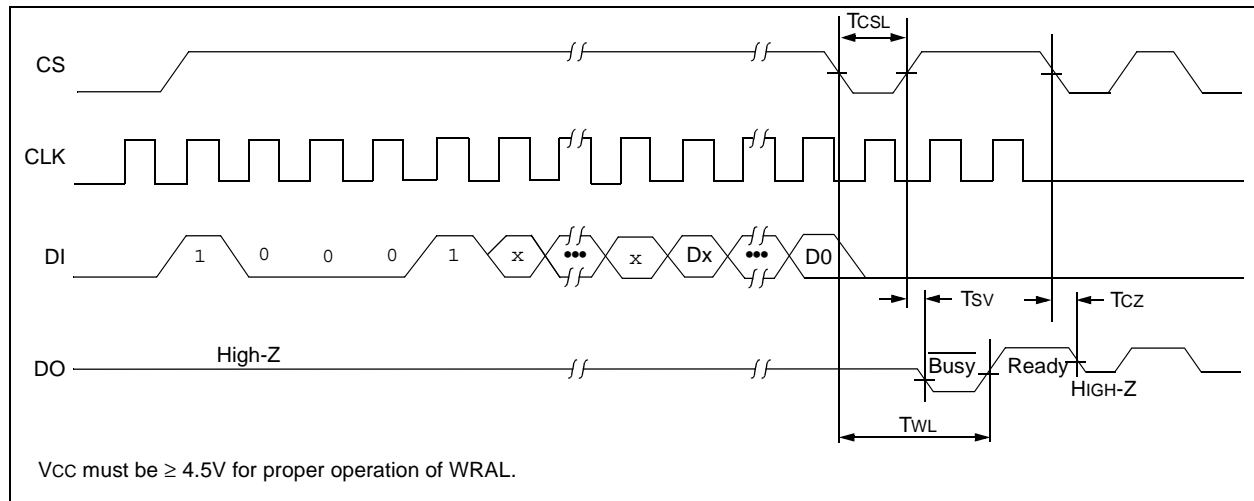 TCSL
CS
CLK
DI 1 0 0 0 1 x ••• x Dx ••• D0
TSV TCZ
High-Z
DO Busy Ready
HIGH-Z
TWL
VCC must be ≥ 4.5V for proper operation of WRAL.